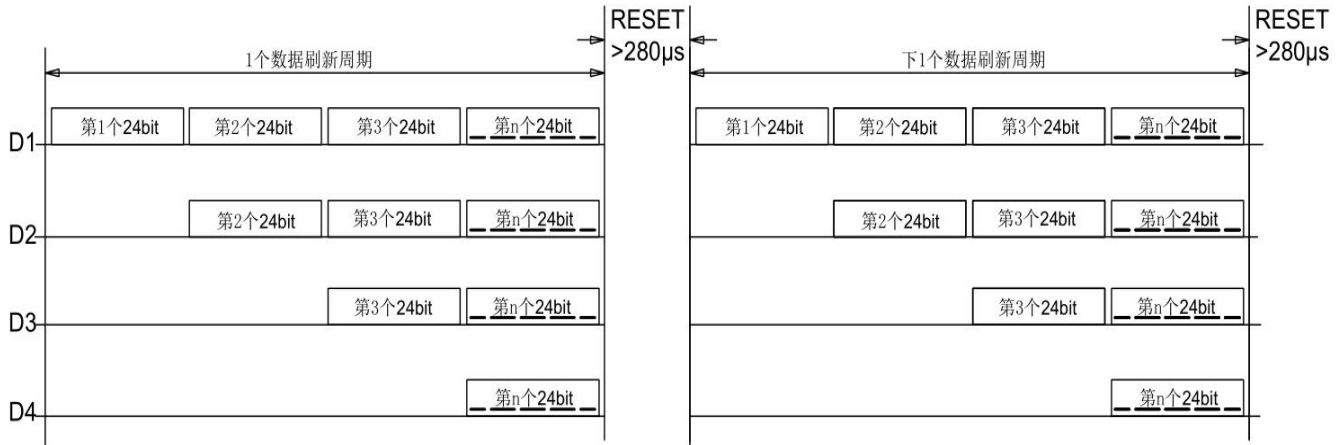 RESET
>280μs
RESET
>280μs
1个数据刷新周期
下1个数据刷新周期
D1
第1个24bit
第2个24bit
第3个24bit
第n个24bit
第1个24bit
第2个24bit
第3个24bit
第n个24bit
D2
第2个24bit
第3个24bit
第n个24bit
第2个24bit
第3个24bit
第n个24bit
D3
第3个24bit
第n个24bit
第3个24bit
第n个24bit
D4
第n个24bit
第n个24bit